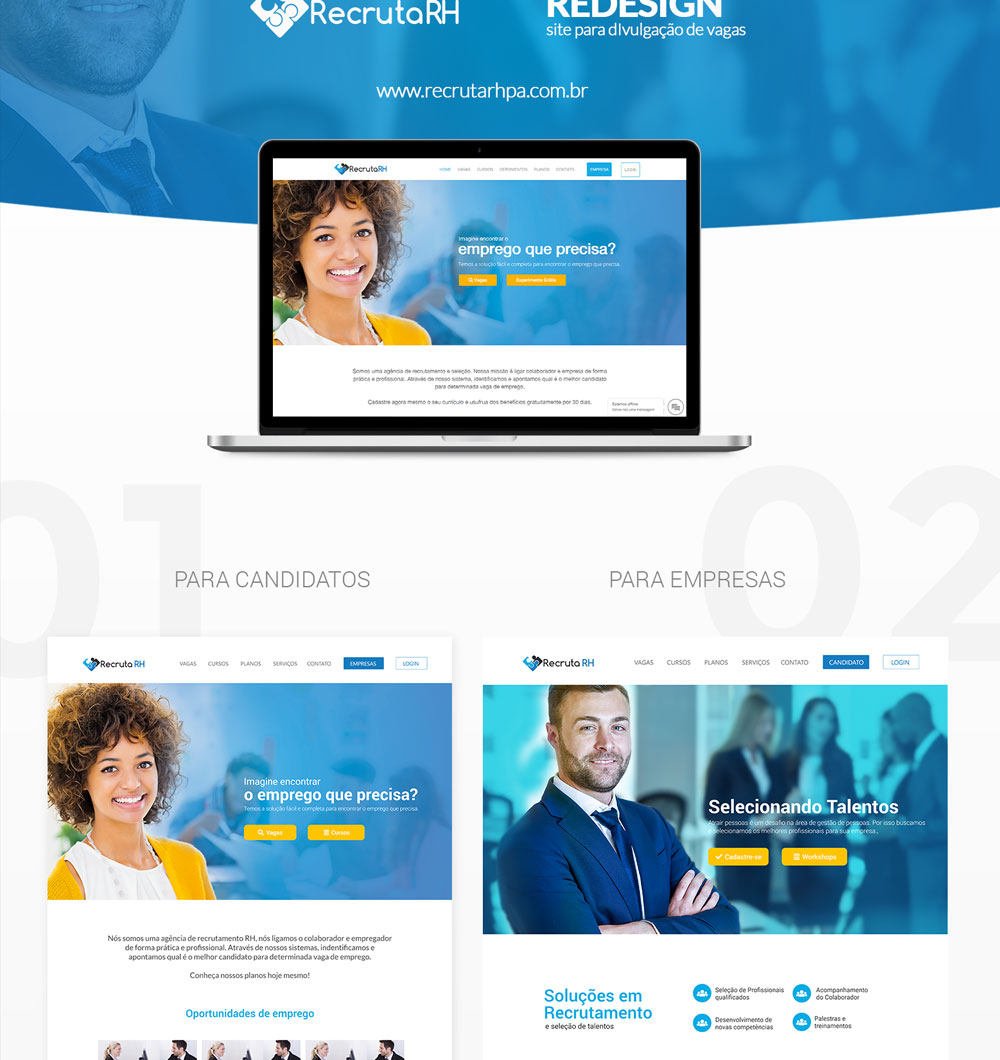 RecrutaRH
REDESIGN
site para dIvulgação de vagas
www.recrutarhpa.com.br
RecrutaRH
HOME VAGAS CURSOS DEPOIMENTOS PLANOS CONTATO EMPRESA LOGIN
Imagine encontrar o
emprego que precisa?
Temos a solução fácil e completa para encontrar o emprego que precisa.
Vagas Experimente Grátis
Somos uma agência de recrutamento e seleção. Nossa missão é ligar colaborador e empresa de forma
prática e profissional. Através de nosso sistema, identificamos e apontamos qual é o melhor candidato
para determinada vaga de emprego.
Cadastre agora mesmo o seu currículo e usufrua dos benefícios gratuitamente por 30 dias.
Estamos offline
Deixe-nos uma mensagem
01
02
PARA CANDIDATOS
PARA EMPRESAS
Recruta RH
VAGAS CURSOS PLANOS SERVIÇOS CONTATO EMPRESAS LOGIN
Imagine encontrar
o emprego que precisa?
Temos a solução fácil e completa para encontrar o emprego que precisa.
Vagas Cursos
Nós somos uma agência de recrutamento RH, nós ligamos o colaborador e empregador
de forma prática e profissional. Através de nossos sistemas, indentificamos e
apontamos qual é o melhor candidato para determinada vaga de emprego.
Conheça nossos planos hoje mesmo!
Oportunidades de emprego
Recruta RH
VAGAS CURSOS PLANOS SERVIÇOS CONTATO CANDIDATO LOGIN
Selecionando Talentos
Atrair pessoas é um desafio na área de gestão de pessoas. Por isso buscamos
e selecionamos os melhores profissionais para sua empresa.,
Cadastre-se Workshops
Soluções em
Recrutamento
e seleção de talentos
Seleção de Profissionais
qualificados
Acompanhamento
do Colaborador
Desenvolvimento de
novas competências
Palestras e
treinamentos